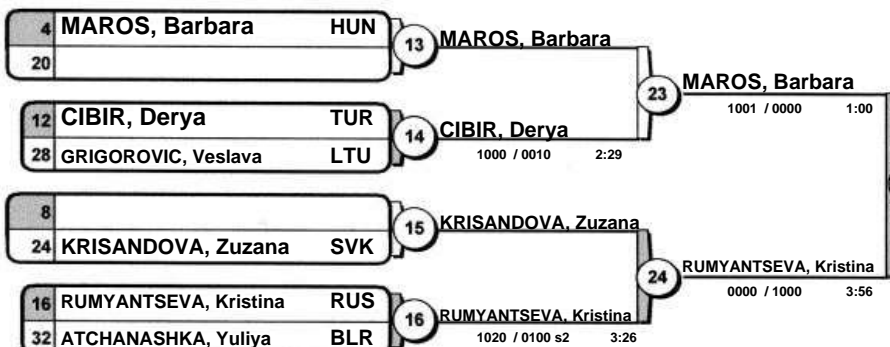 4 MAROS, Barbara HUN
20
13 MAROS, Barbara
12 CIBIR, Derya TUR
28 GRIGOROVIC, Veslava LTU
14 CIBIR, Derya
1000 / 0010 2:29
23 MAROS, Barbara
1001 / 0000 1:00
8
24 KRISANDOVA, Zuzana SVK
15 KRISANDOVA, Zuzana
16 RUMYANTSEVA, Kristina RUS
32 ATCHANASHKA, Yuliya BLR
16 RUMYANTSEVA, Kristina
1020 / 0100 s2 3:26
24 RUMYANTSEVA, Kristina
0000 / 1000 3:56